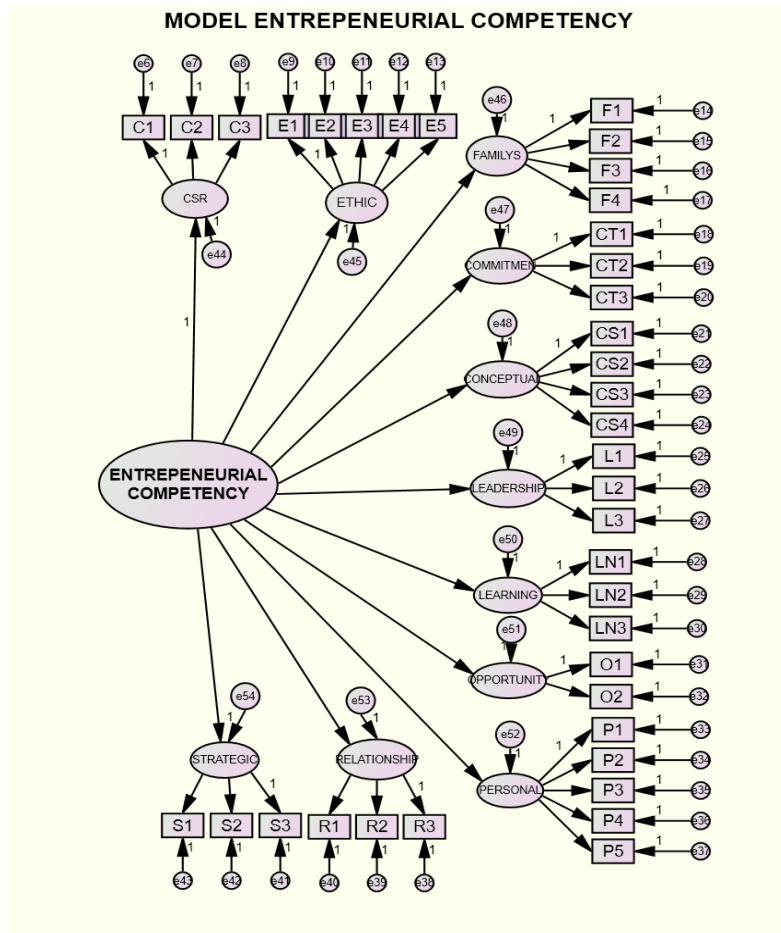 MODEL ENTREPENEURIAL COMPETENCY
e6 e7 e8 e9 e10 e11 e12 e13
1 1 1 1 1 1 1 1
C1 C2 C3 E1 E2 E3 E4 E5
1 1
CSR ETHIC
1 1
e44 e45
1
e46
1
FAMILYS
1
F1 1 e14
F2 1 e15
F3 1 e16
F4 1 e17
e47
1
COMMITMEN
1
CT1 1 e18
CT2 1 e19
CT3 1 e20
e48
1
CONCEPTUAL
1
CS1 1 e21
CS2 1 e22
CS3 1 e23
CS4 1 e24
ENTREPENEURIAL
COMPETENCY
e49
1
LEADERSHIP
1
L1 1 e25
L2 1 e26
L3 1 e27
e50
1
LEARNING
1
LN1 1 e28
LN2 1 e29
LN3 1 e30
e51
1
OPPORTUNIT
1
O1 1 e31
O2 1 e32
e52
1
PERSONAL
1
P1 1 e33
P2 1 e34
P3 1 e35
P4 1 e36
P5 1 e37
e54 e53
1 1
STRATEGIC RELATIONSHIP
1 1
S1 S2 S3 R1 R2 R3
1 1 1 1 1 1
e43 e42 e41 e40 e39 e38